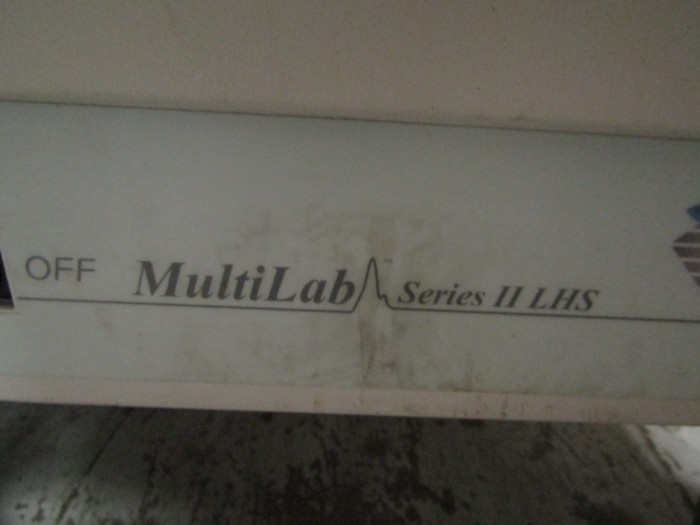 OFF MultiLab™ Series II LHS